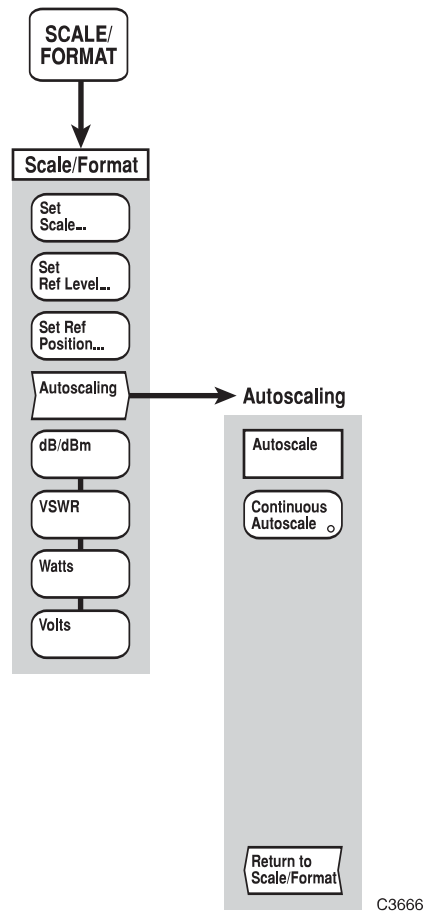 SCALE/
FORMAT
Scale/Format
Set
Scale...
Set
Ref Level...
Set Ref
Position...
Autoscaling
dB/dBm
VSWR
Watts
Volts
Autoscaling
Autoscale
Continuous
Autoscale
Return to
Scale/Format
C3666